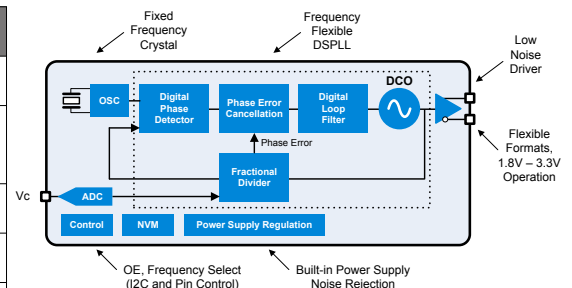 Fixed
Frequency
Crystal
Frequency
Flexible
DSPLL
Low
Noise
Driver
OSC
Digital
Phase
Detector
Phase Error
Cancellation
Digital
Loop
Filter
DCO
Phase Error
Fractional
Divider
Flexible
Formats,
1.8V – 3.3V
Operation
Vc
ADC
Control
NVM
Power Supply Regulation
OE, Frequency Select
(I2C and Pin Control)
Built-in Power Supply
Noise Rejection